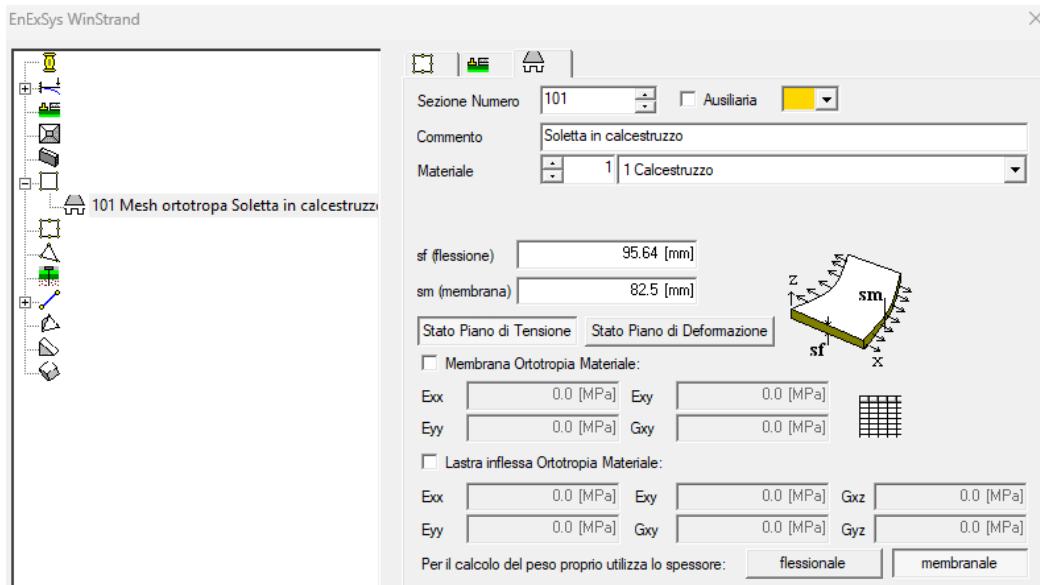 EnExSys WinStrand
Sezione Numero 101 Ausiliaria
Commento Soletta in calcestruzzo
Materiale 1 1 Calcestruzzo
101 Mesh ortotropa Soletta in calcestruzzo
sf (flessione) 95.64 [mm]
sm (membrana) 82.5 [mm]
z sm sf x
Stato Piano di Tensione Stato Piano di Deformazione
Membrana Ortotropia Materiale:
Exx 0.0 [MPa] Exy 0.0 [MPa]
Eyy 0.0 [MPa] Gxy 0.0 [MPa]
Lastra inflessa Ortotropia Materiale:
Exx 0.0 [MPa] Exy 0.0 [MPa] Gxz 0.0 [MPa]
Eyy 0.0 [MPa] Gxy 0.0 [MPa] Gyz 0.0 [MPa]
Per il calcolo del peso proprio utilizza lo spessore: flessionale membranale